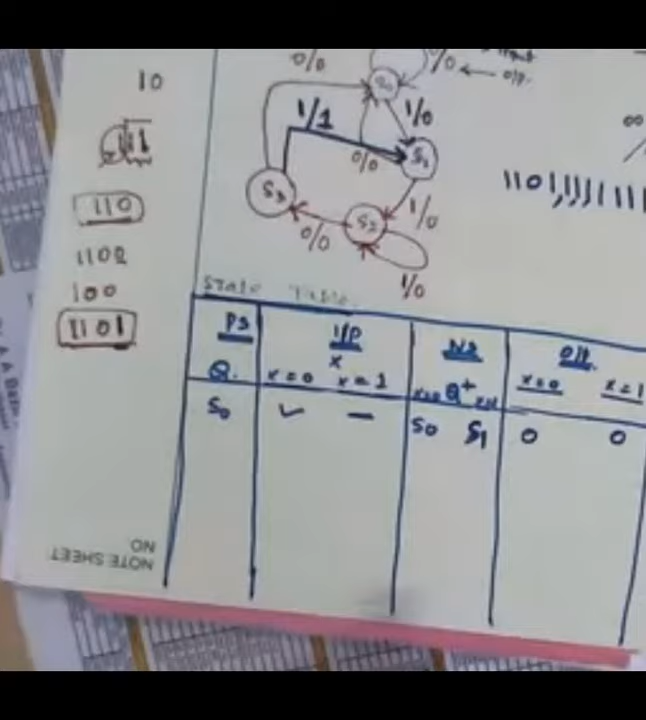 0/0
/0 ← o/p.
10
S0
1/0
1/1
0/0
S1
S3
110
S2
1/0
0/0
1100
1/0
100
State Table.
1101
PS
I/P
NS
O/P.
x
Q.
x=0 x=1
x=0 Q+ x=1
x=0 x=1
S0
S0 S1
0 0
NOTE SHEET
NO